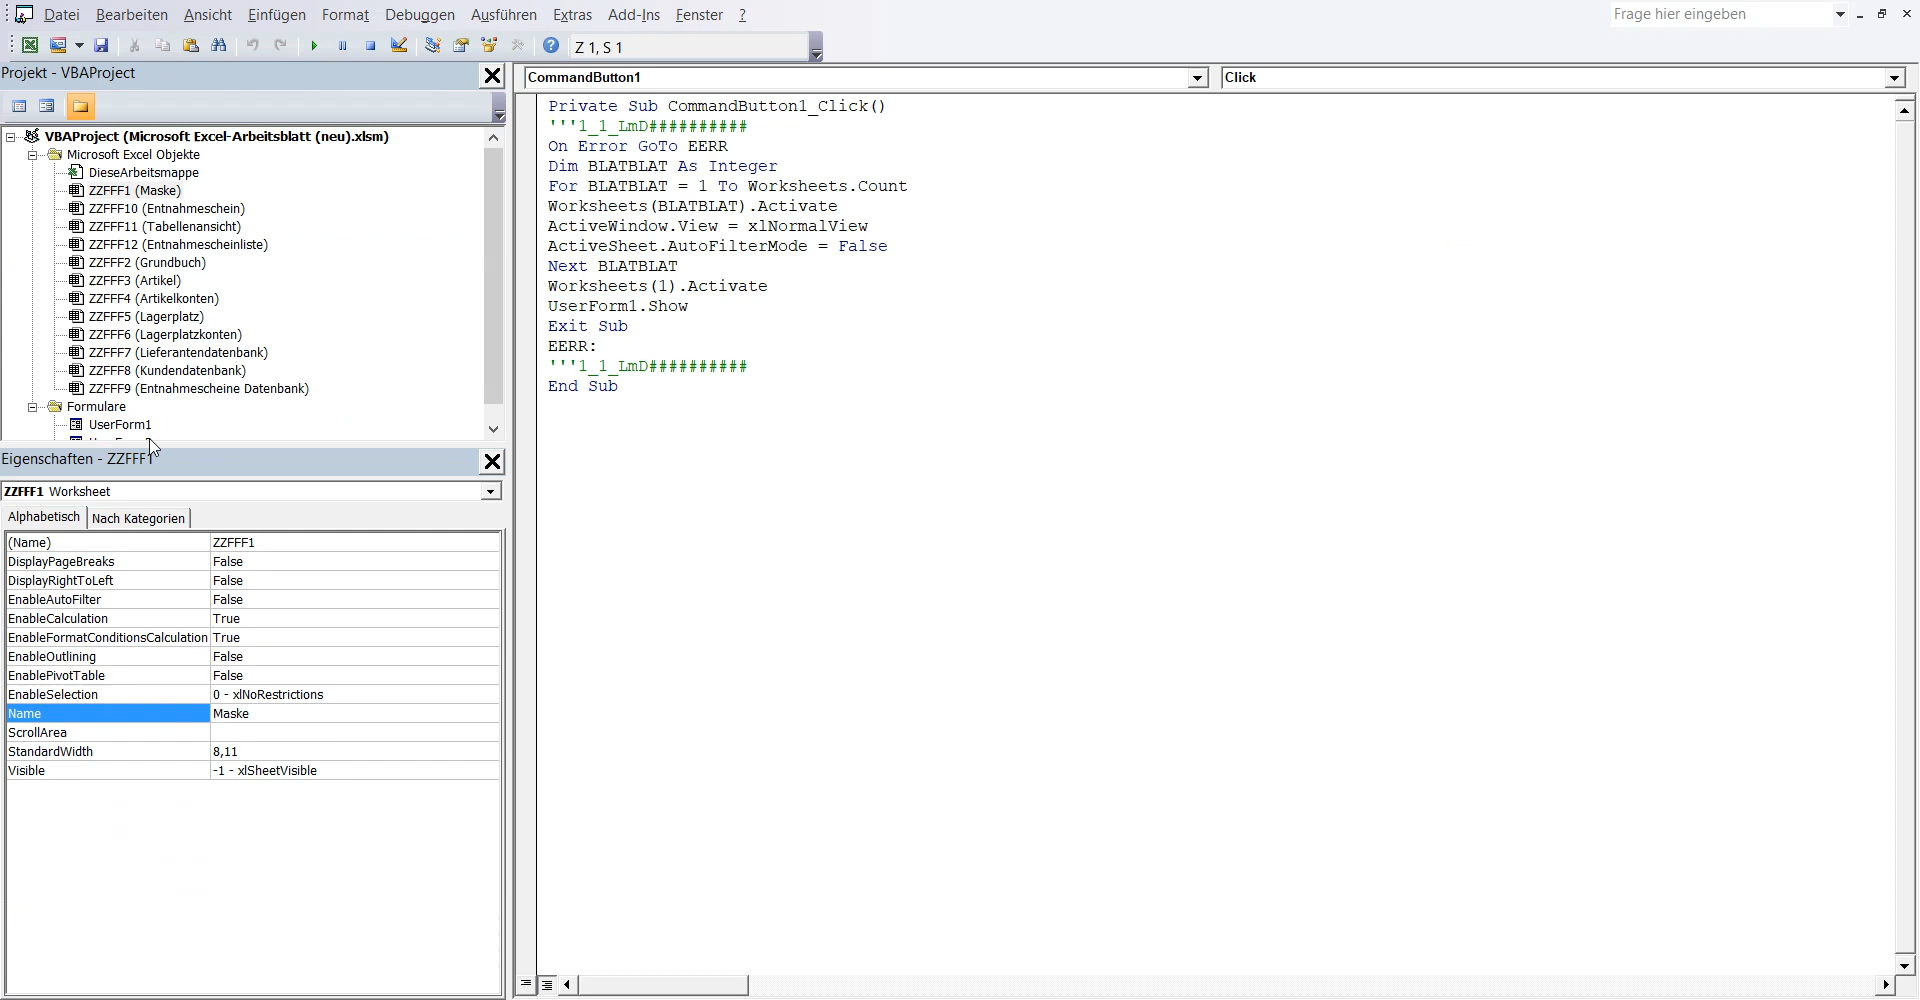 Datei Bearbeiten Ansicht Einfügen Format Debuggen Ausführen Extras Add-Ins Fenster ? Frage hier eingeben
Z 1, S 1
Projekt - VBAProject
VBAProject (Microsoft Excel-Arbeitsblatt (neu).xlsm)
Microsoft Excel Objekte
DieseArbeitsmappe
ZZFFF1 (Maske)
ZZFFF10 (Entnahmeschein)
ZZFFF11 (Tabellenansicht)
ZZFFF12 (Entnahmescheinliste)
ZZFFF2 (Grundbuch)
ZZFFF3 (Artikel)
ZZFFF4 (Artikelkonten)
ZZFFF5 (Lagerplatz)
ZZFFF6 (Lagerplatzkonten)
ZZFFF7 (Lieferantendatenbank)
ZZFFF8 (Kundendatenbank)
ZZFFF9 (Entnahmescheine Datenbank)
Formulare
UserForm1
Eigenschaften - ZZFFF1
ZZFFF1 Worksheet
Alphabetisch Nach Kategorien
(Name) ZZFFF1
DisplayPageBreaks False
DisplayRightToLeft False
EnableAutoFilter False
EnableCalculation True
EnableFormatConditionsCalculation True
EnableOutlining False
EnablePivotTable False
EnableSelection 0 - xlNoRestrictions
Name Maske
ScrollArea
StandardWidth 8,11
Visible -1 - xlSheetVisible
CommandButton1 Click
Private Sub CommandButton1_Click()
'''1_1_LmD##########
On Error GoTo EERR
Dim BLATBLAT As Integer
For BLATBLAT = 1 To Worksheets.Count
Worksheets(BLATBLAT).Activate
ActiveWindow.View = xlNormalView
ActiveSheet.AutoFilterMode = False
Next BLATBLAT
Worksheets(1).Activate
UserForm1.Show
Exit Sub
EERR:
'''1_1_LmD##########
End Sub